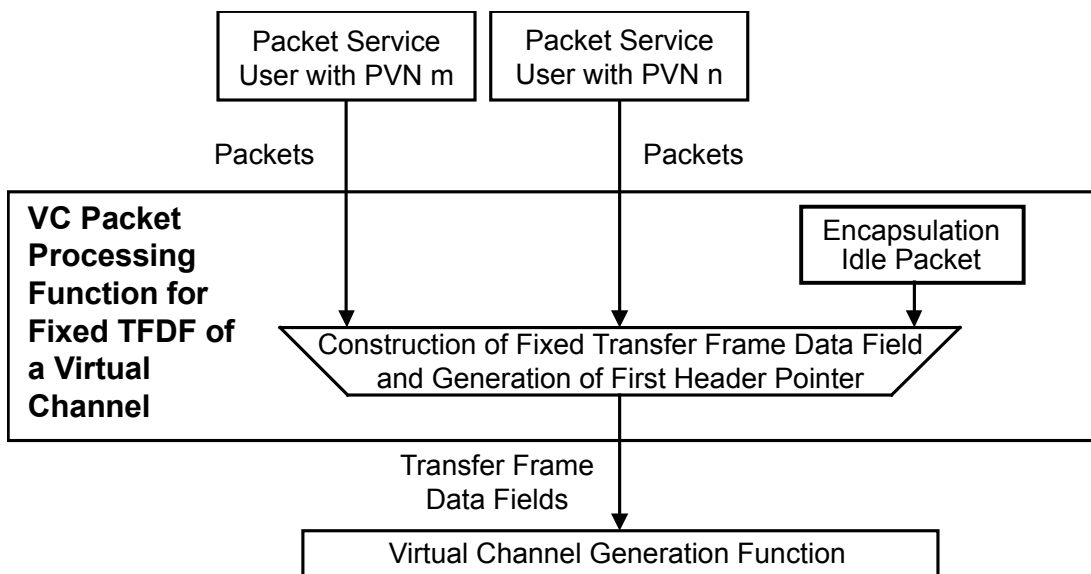 Packet Service
User with PVN m
Packet Service
User with PVN n
Packets
Packets
VC Packet
Processing
Function for
Fixed TFDF of
a Virtual
Channel
Encapsulation
Idle Packet
Construction of Fixed Transfer Frame Data Field
and Generation of First Header Pointer
Transfer Frame
Data Fields
Virtual Channel Generation Function